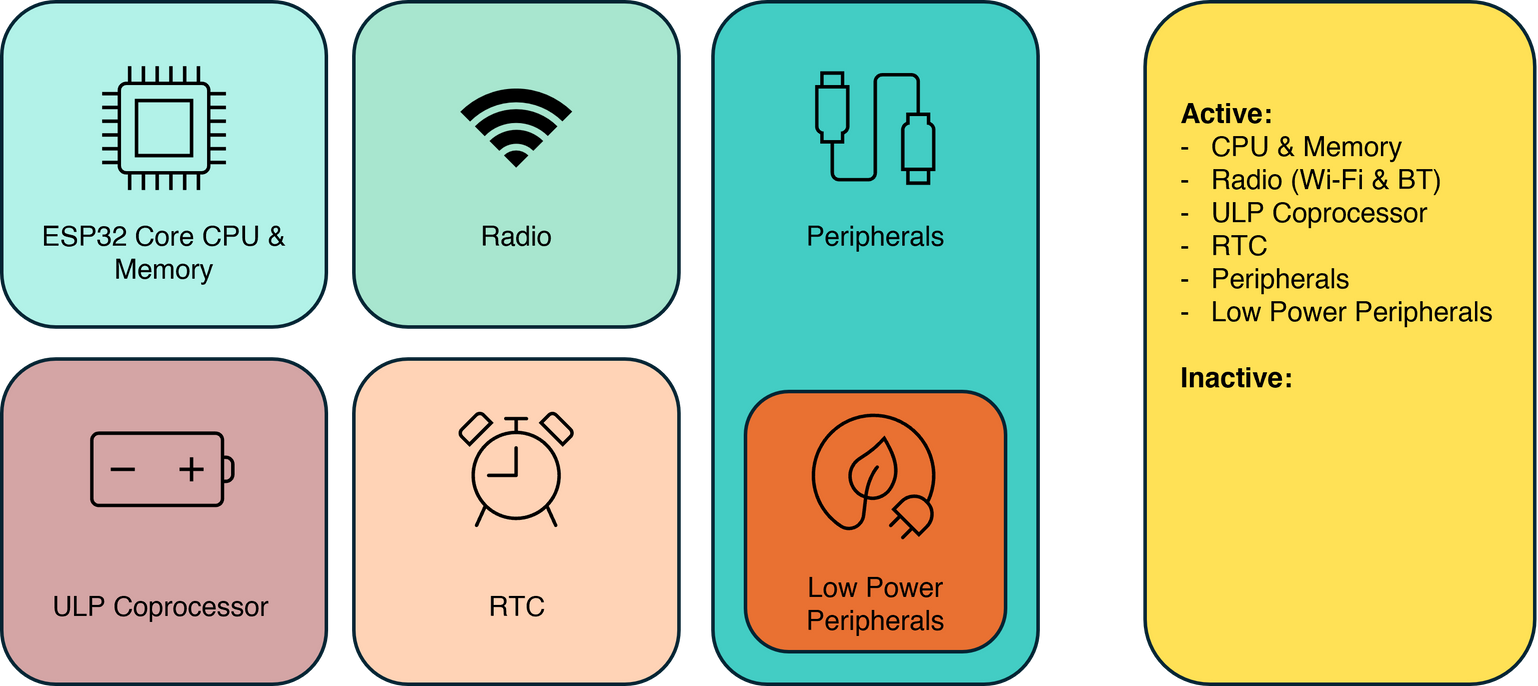 ESP32 Core CPU &
Memory
Radio
Peripherals
ULP Coprocessor
RTC
Low Power
Peripherals
Active:
- CPU & Memory
- Radio (Wi-Fi & BT)
- ULP Coprocessor
- RTC
- Peripherals
- Low Power Peripherals
Inactive: